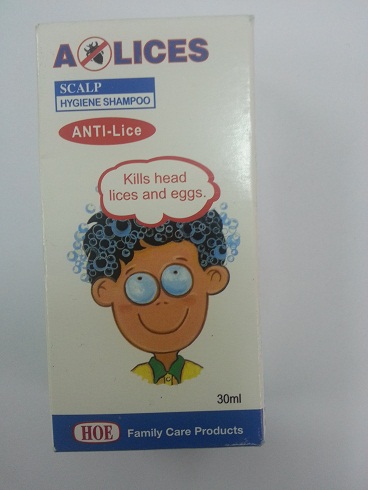 A LICES
SCALP
HYGIENE SHAMPOO
ANTI-Lice
Kills head
lices and eggs.
30ml
HOE Family Care Products